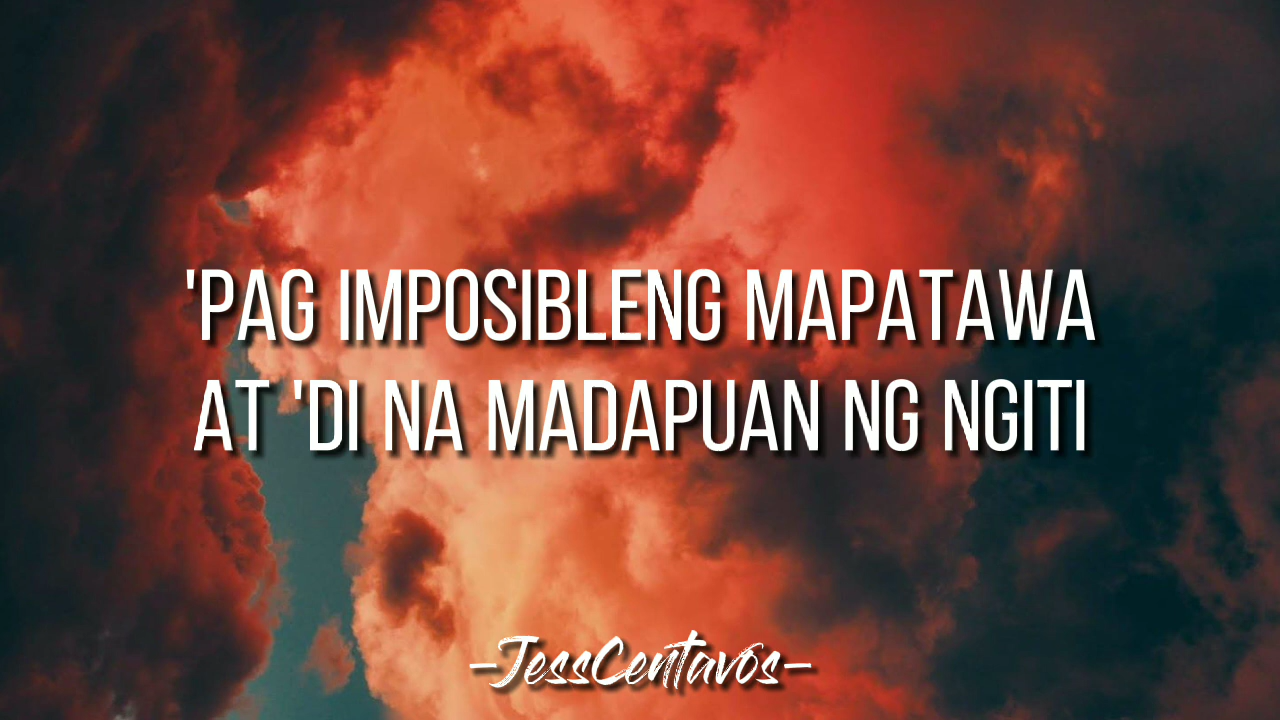 'PAG IMPOSIBLENG MAPATAWA
AT 'DI NA MADAPUAN NG NGITI
-JessCentavos-